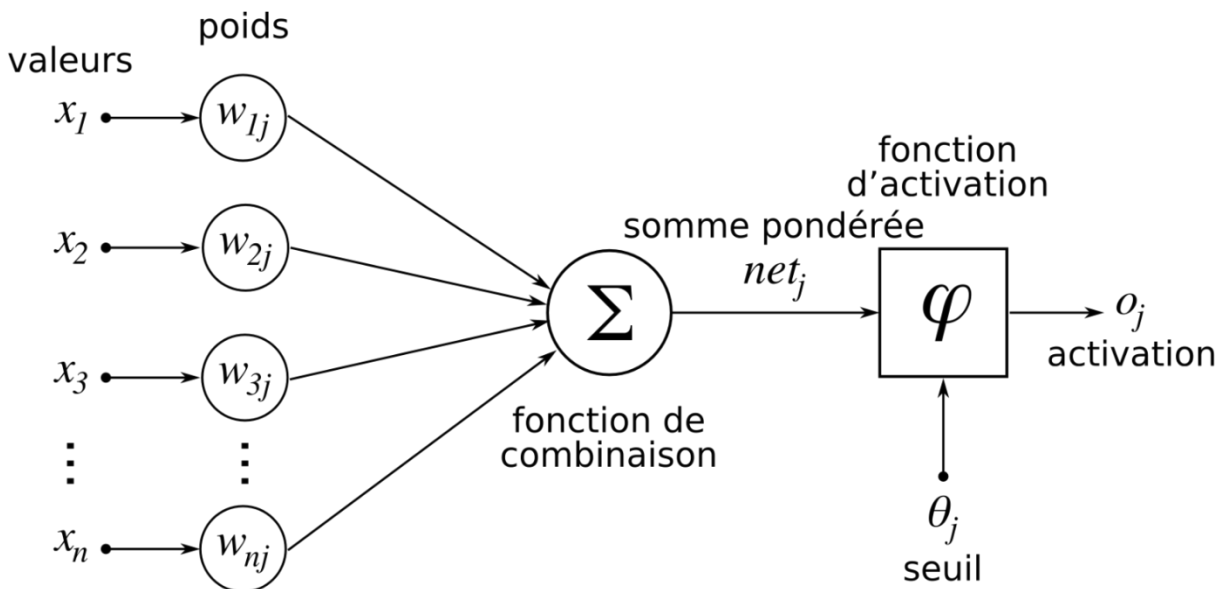 poids
valeurs
x1
w1j
x2
w2j
x3
w3j
⋮
⋮
xn
wnj
Σ
fonction de
combinaison
somme pondérée
netj
fonction
d'activation
φ
oj
activation
θj
seuil